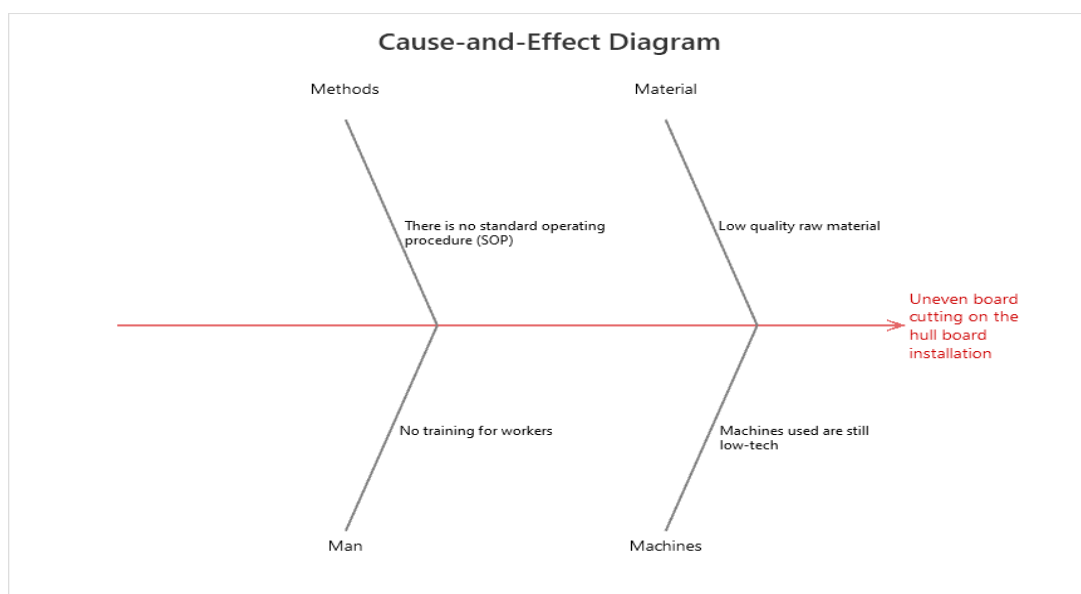 Cause-and-Effect Diagram
Methods
Material
There is no standard operating
procedure (SOP)
Low quality raw material
Uneven board
cutting on the
hull board
installation
No training for workers
Machines used are still
low-tech
Man
Machines